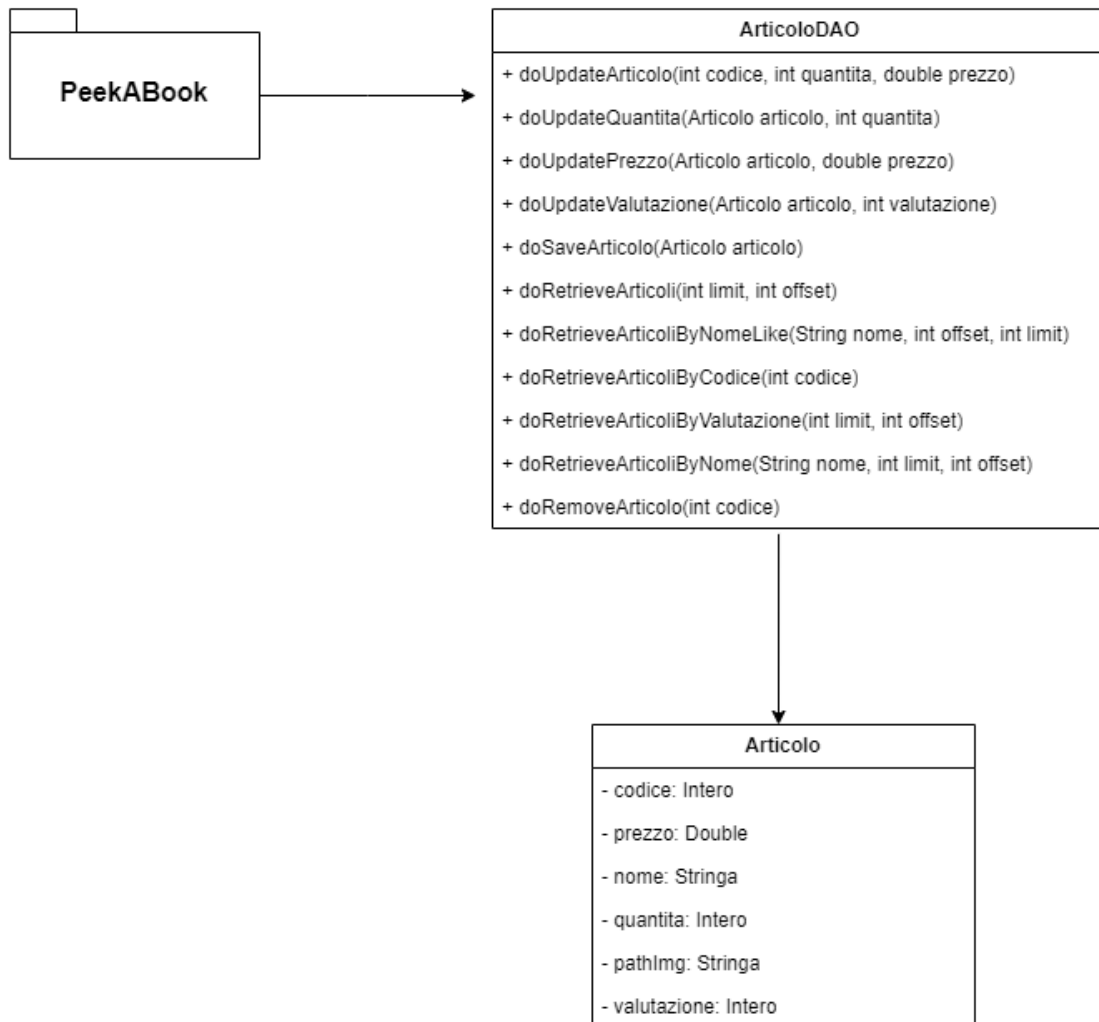 PeekABook
ArticoloDAO
+ doUpdateArticolo(int codice, int quantita, double prezzo)
+ doUpdateQuantita(Articolo articolo, int quantita)
+ doUpdatePrezzo(Articolo articolo, double prezzo)
+ doUpdateValutazione(Articolo articolo, int valutazione)
+ doSaveArticolo(Articolo articolo)
+ doRetrieveArticoli(int limit, int offset)
+ doRetrieveArticoliByNomeLike(String nome, int offset, int limit)
+ doRetrieveArticoliByCodice(int codice)
+ doRetrieveArticoliByValutazione(int limit, int offset)
+ doRetrieveArticoliByNome(String nome, int limit, int offset)
+ doRemoveArticolo(int codice)
Articolo
- codice: Intero
- prezzo: Double
- nome: Stringa
- quantita: Intero
- pathImg: Stringa
- valutazione: Intero